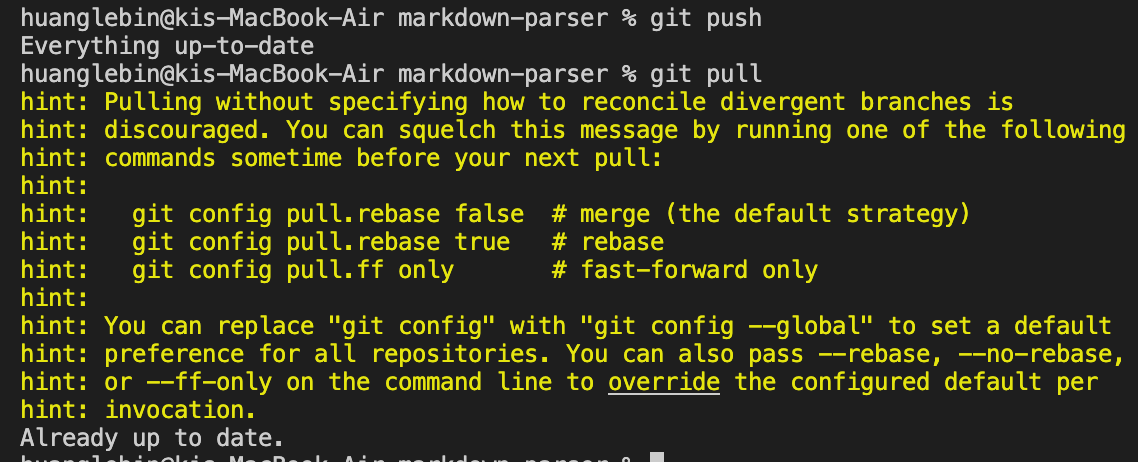 huanglebin@kis-MacBook-Air markdown-parser % git push
Everything up-to-date
huanglebin@kis-MacBook-Air markdown-parser % git pull
hint: Pulling without specifying how to reconcile divergent branches is
hint: discouraged. You can squelch this message by running one of the following
hint: commands sometime before your next pull:
hint:
hint:   git config pull.rebase false  # merge (the default strategy)
hint:   git config pull.rebase true   # rebase
hint:   git config pull.ff only       # fast-forward only
hint:
hint: You can replace "git config" with "git config --global" to set a default
hint: preference for all repositories. You can also pass --rebase, --no-rebase,
hint: or --ff-only on the command line to override the configured default per
hint: invocation.
Already up to date.
huanglebin@kis-MacBook-Air markdown-parser %